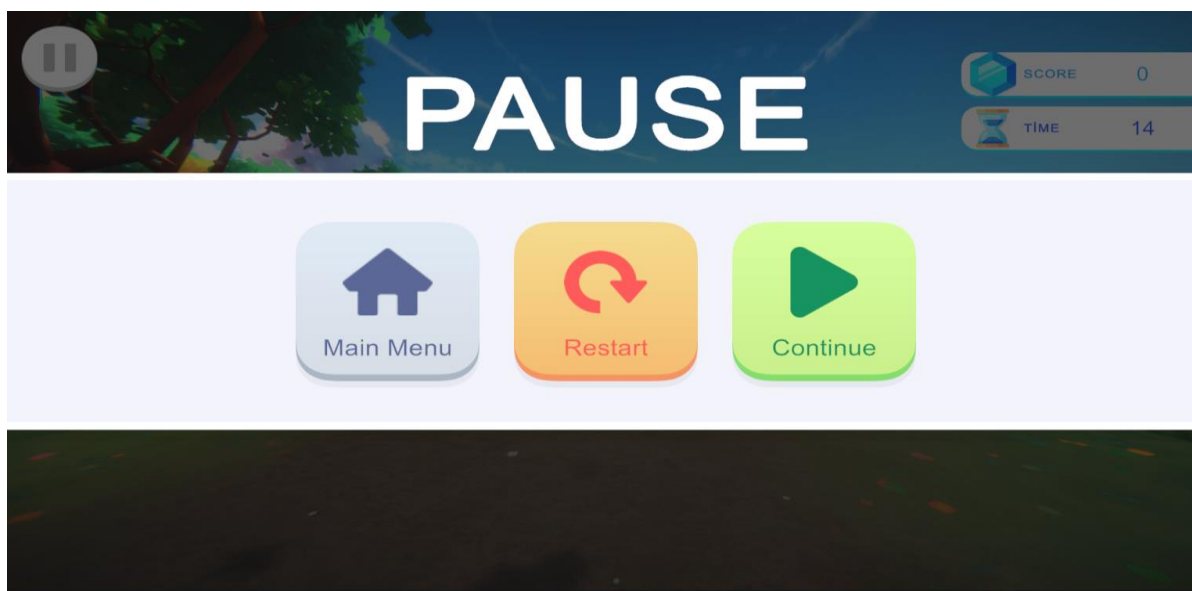 PAUSE
SCORE 0
TİME 14
Main Menu
Restart
Continue